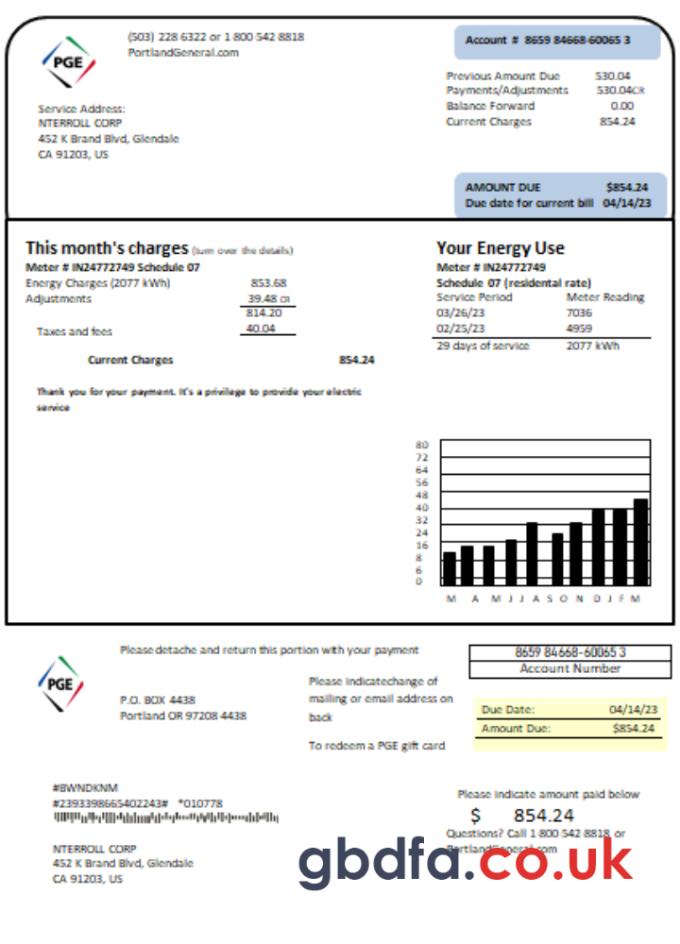 PGE
(503) 228 6322 or 1 800 542 8818
PortlandGeneral.com
Account # 8659 84668-60065 3
Previous Amount Due 530.04
Payments/Adjustments 530.04CR
Balance Forward 0.00
Current Charges 854.24
Service Address:
NTERROLL CORP
452 K Brand Blvd, Glendale
CA 91203, US
AMOUNT DUE $854.24
Due date for current bill 04/14/23
This month's charges (turn over the details)
Meter # IN24772749 Schedule 07
Energy Charges (2077 kWh) 853.68
Adjustments 39.48 CR
814.20
Taxes and fees 40.04
Current Charges 854.24
Thank you for your payment. It's a privilege to provide your electric
service
Your Energy Use
Meter # IN24772749
Schedule 07 (residental rate)
Service Period Meter Reading
03/26/23 7036
02/25/23 4959
29 days of service 2077 kWh
80
72
64
56
48
40
32
24
16
8
6
0
M A M J J A S O N D J F M
Please detache and return this portion with your payment
8659 84668-60065 3
Account Number
PGE
P.O. BOX 4438
Portland OR 97208-4438
Please indicatechange of
mailing or email address on
back
To redeem a PGE gift card
Due Date: 04/14/23
Amount Due: $854.24
#BWNDKNM
#2393398665402243# *010778
NTERROLL CORP
452 K Brand Blvd, Glendale
CA 91203, US
Please indicate amount paid below
$ 854.24
Questions? Call 1 800 542 8818 or
PortlandGeneral.com
gbdfa.co.uk